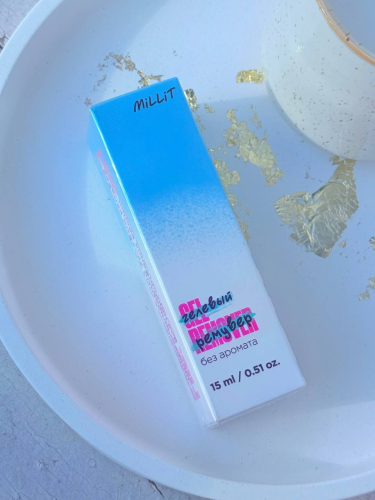 MiLLiT
GEL
гелевый
REMOVER
ремувер
без аромата
15 ml / 0.51 oz.